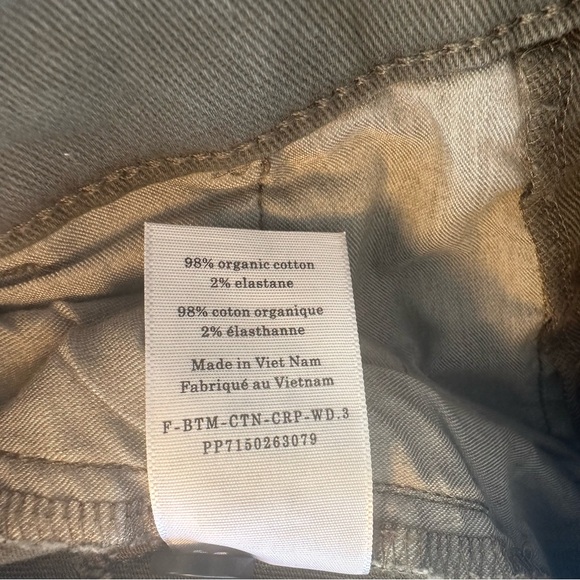 98% organic cotton
2% elastane
98% coton organique
2% élasthanne
Made in Viet Nam
Fabriqué au Vietnam
F-BTM-CTN-CRP-WD.3
PP7150263079